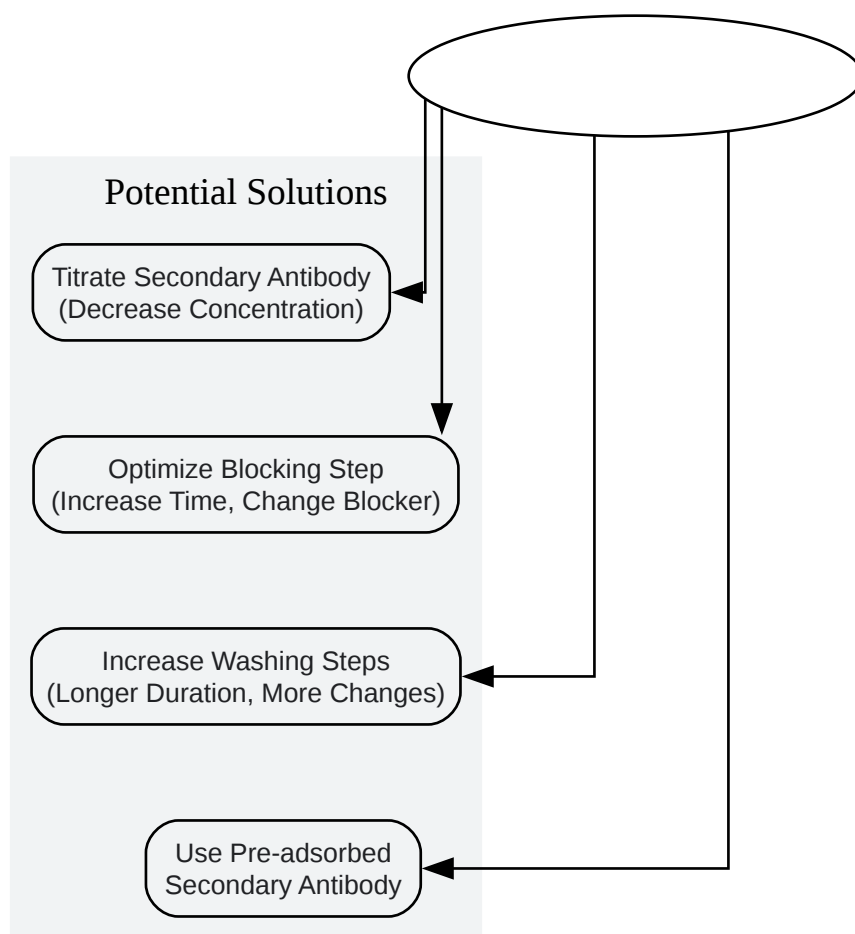 Potential Solutions
Titrate Secondary Antibody
(Decrease Concentration)
Optimize Blocking Step
(Increase Time, Change Blocker)
Increase Washing Steps
(Longer Duration, More Changes)
Use Pre-adsorbed
Secondary Antibody